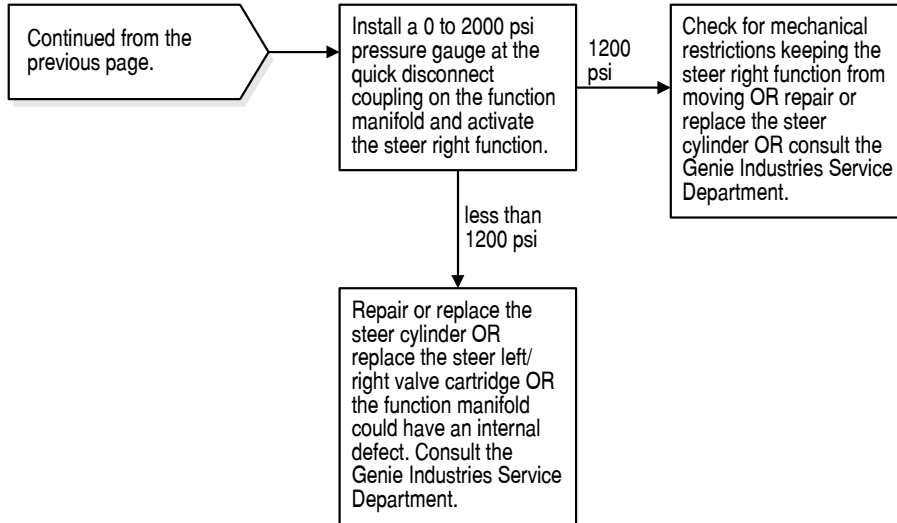 Continued from the
previous page.
Install a 0 to 2000 psi
pressure gauge at the
quick disconnect
coupling on the function
manifold and activate
the steer right function.
1200
psi
Check for mechanical
restrictions keeping the
steer right function from
moving OR repair or
replace the steer
cylinder OR consult the
Genie Industries Service
Department.
less than
1200 psi
Repair or replace the
steer cylinder OR
replace the steer left/
right valve cartridge OR
the function manifold
could have an internal
defect. Consult the
Genie Industries Service
Department.